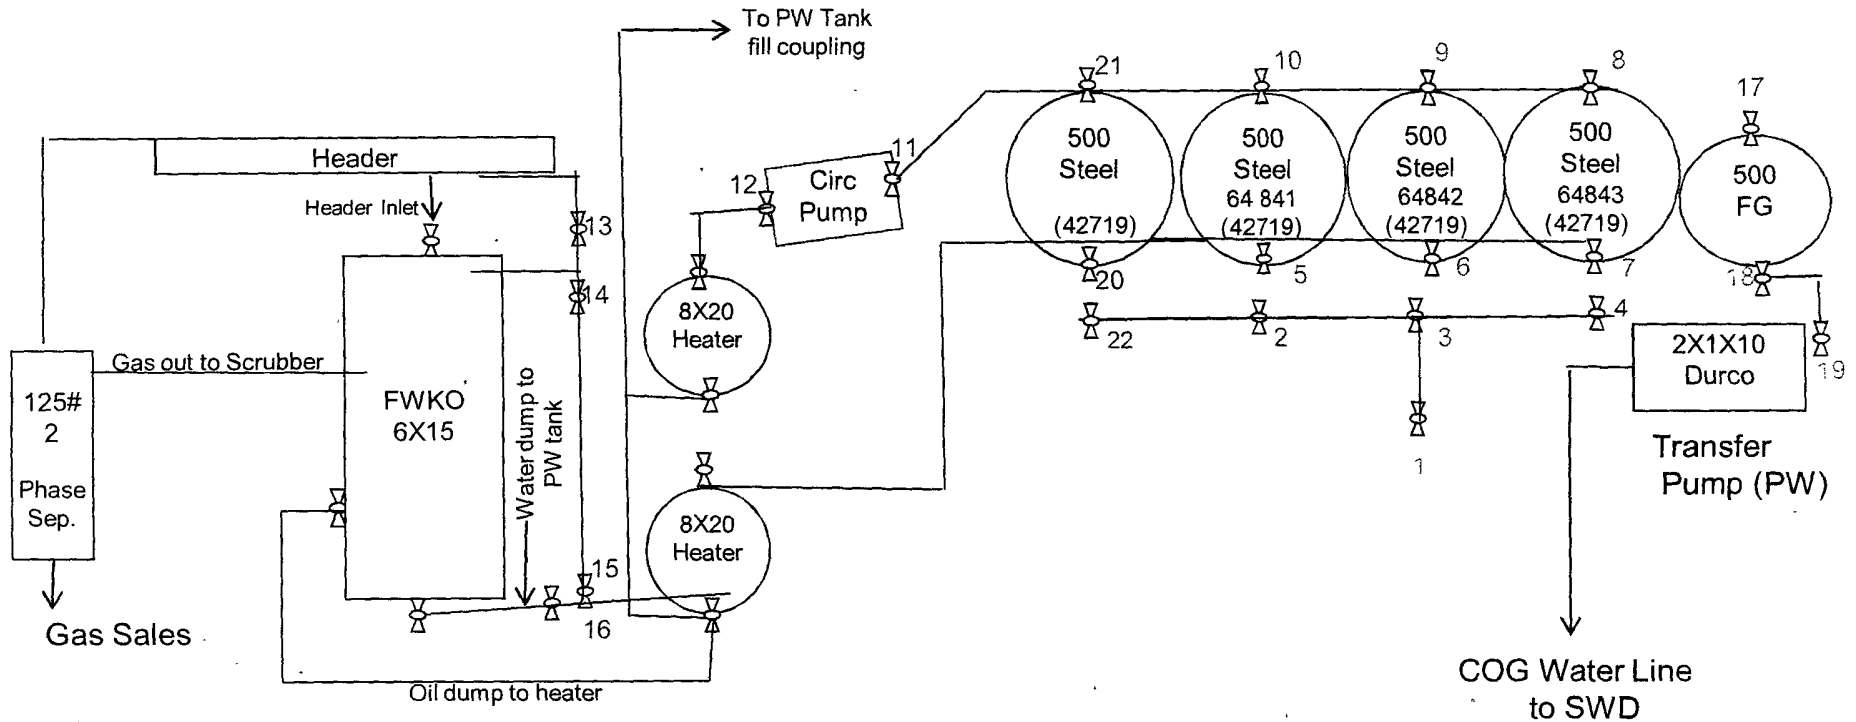 To PW Tank
fill coupling
Header
Header Inlet
13
14
Gas out to Scrubber
125#
2
Phase
Sep.
Gas Sales
FWKO
6X15
Water dump to
PW tank
15
16
Oil dump to heater
12
Circ
Pump
11
8X20
Heater
8X20
Heater
21
10
9
8
17
500
Steel
(42719)
500
Steel
64 841
(42719)
500
Steel
64842
(42719)
500
Steel
64843
(42719)
500
FG
20
5
6
7
18
22
2
3
4
19
1
2X1X10
Durco
Transfer
Pump (PW)
COG Water Line
to SWD